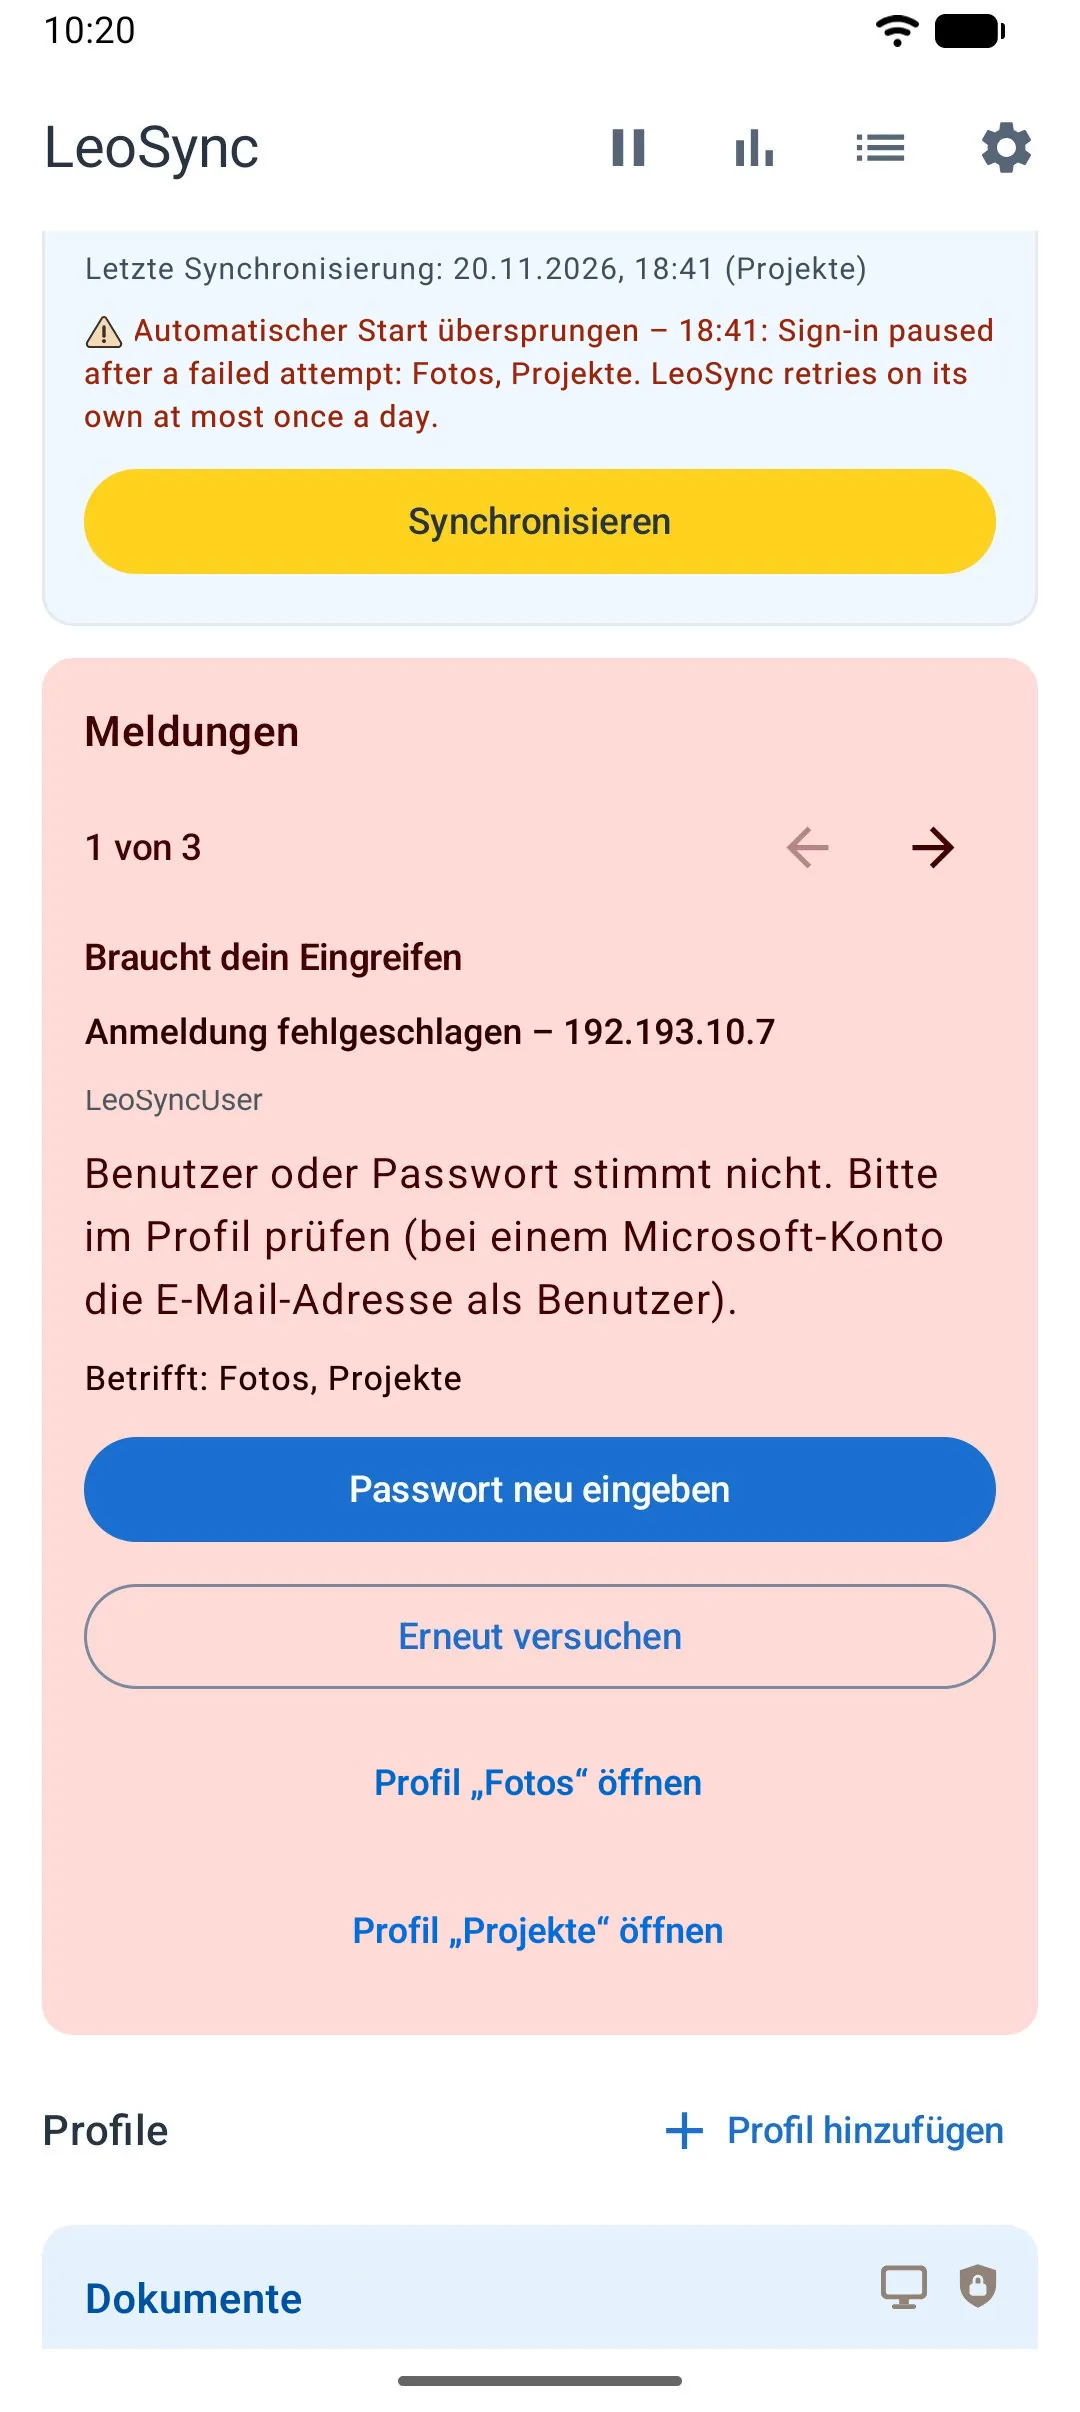 10:20
LeoSync
Letzte Synchronisierung: 20.11.2026, 18:41 (Projekte)
⚠ Automatischer Start übersprungen – 18:41: Sign-in paused
after a failed attempt: Fotos, Projekte. LeoSync retries on its
own at most once a day.
Synchronisieren
Meldungen
1 von 3
Braucht dein Eingreifen
Anmeldung fehlgeschlagen – 192.193.10.7
LeoSyncUser
Benutzer oder Passwort stimmt nicht. Bitte
im Profil prüfen (bei einem Microsoft-Konto
die E-Mail-Adresse als Benutzer).
Betrifft: Fotos, Projekte
Passwort neu eingeben
Erneut versuchen
Profil „Fotos“ öffnen
Profil „Projekte“ öffnen
Profile
Profil hinzufügen
Dokumente